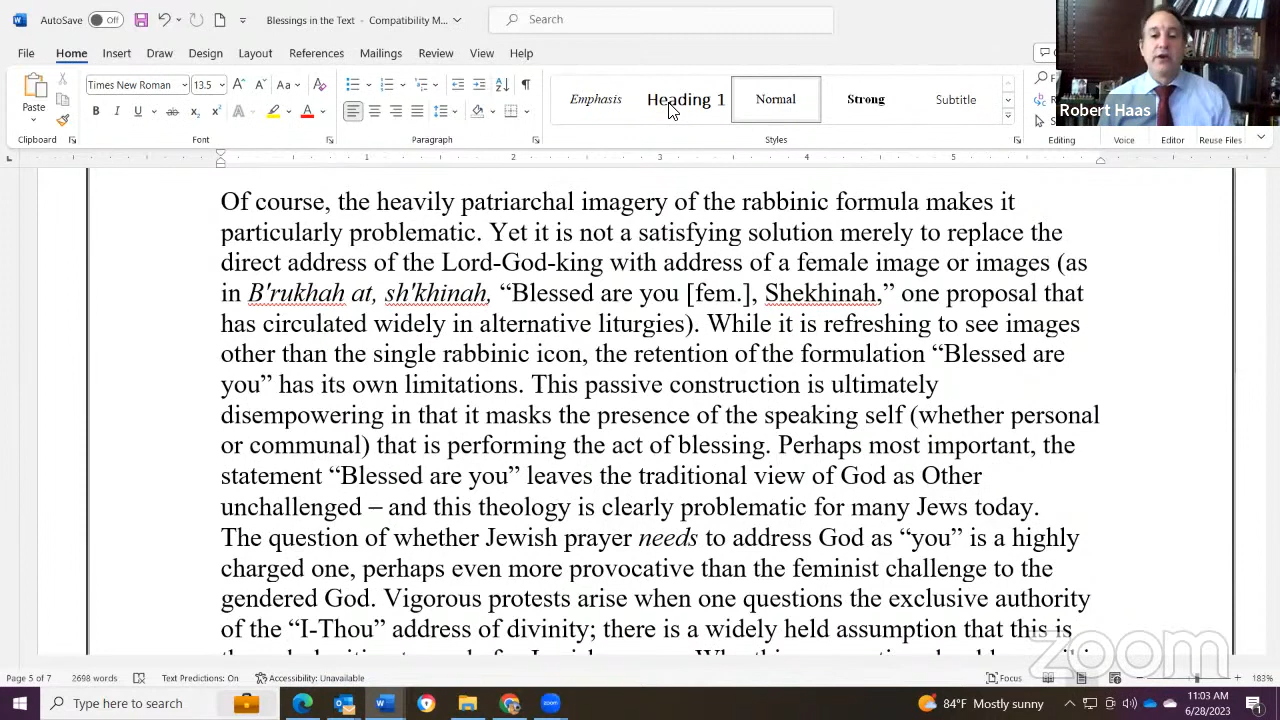 AutoSave Off Blessings in the Text - Compatibility M... Search
File Home Insert Draw Design Layout References Mailings Review View Help
Times New Roman 13.5 Aa
Emphasis Heading 1 Normal Strong Subtitle
Paste
B I U ab
Robert Haas
Clipboard Font Paragraph Styles Editing Voice Editor Reuse Files
1 2 3 4 5
Of course, the heavily patriarchal imagery of the rabbinic formula makes it
particularly problematic. Yet it is not a satisfying solution merely to replace the
direct address of the Lord-God-king with address of a female image or images (as
in B'rukhah at, sh'khinah, “Blessed are you [fem.], Shekhinah,” one proposal that
has circulated widely in alternative liturgies). While it is refreshing to see images
other than the single rabbinic icon, the retention of the formulation “Blessed are
you” has its own limitations. This passive construction is ultimately
disempowering in that it masks the presence of the speaking self (whether personal
or communal) that is performing the act of blessing. Perhaps most important, the
statement “Blessed are you” leaves the traditional view of God as Other
unchallenged – and this theology is clearly problematic for many Jews today.
The question of whether Jewish prayer needs to address God as “you” is a highly
charged one, perhaps even more provocative than the feminist challenge to the
gendered God. Vigorous protests arise when one questions the exclusive authority
of the “I-Thou” address of divinity; there is a widely held assumption that this is
zoom
Page 5 of 7 2698 words Text Predictions: On Accessibility: Unavailable Focus 183%
Type here to search 84°F Mostly sunny 11:03 AM
6/28/2023